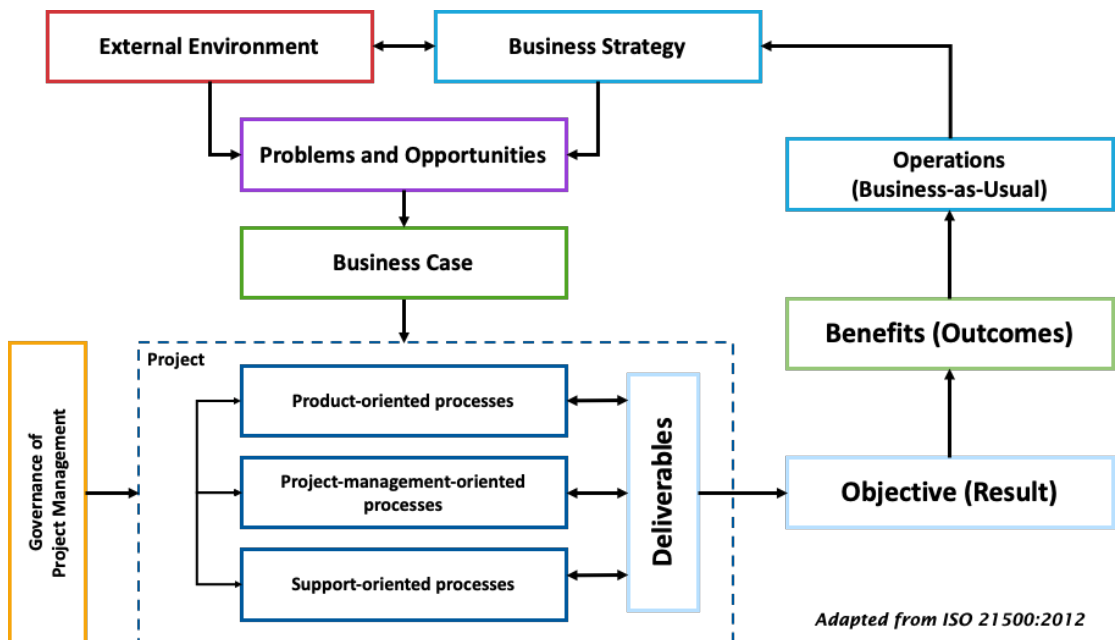 External Environment
Business Strategy
Problems and Opportunities
Operations
(Business-as-Usual)
Business Case
Benefits (Outcomes)
Governance of
Project Management
Project
Product-oriented processes
Project-management-oriented
processes
Support-oriented processes
Deliverables
Objective (Result)
Adapted from ISO 21500:2012